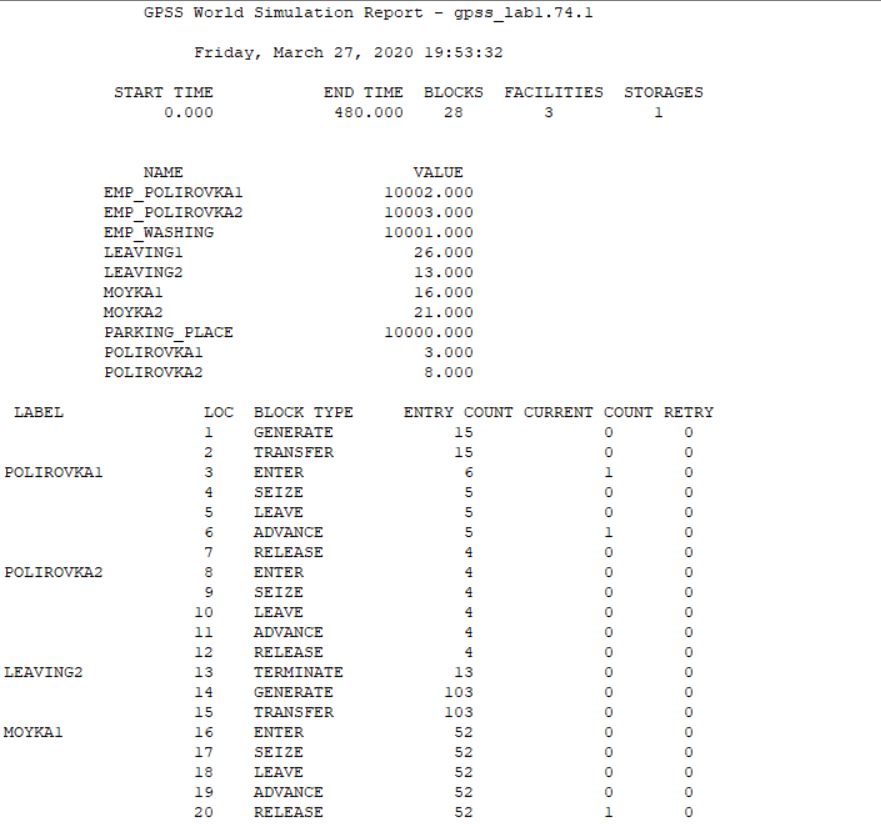 GPSS World Simulation Report - gpss_lab1.74.1
Friday, March 27, 2020 19:53:32
START TIME END TIME BLOCKS FACILITIES STORAGES
0.000 480.000 28 3 1
NAME VALUE
EMP_POLIROVKA1 10002.000
EMP_POLIROVKA2 10003.000
EMP_WASHING 10001.000
LEAVING1 26.000
LEAVING2 13.000
MOYKA1 16.000
MOYKA2 21.000
PARKING_PLACE 10000.000
POLIROVKA1 3.000
POLIROVKA2 8.000
LABEL LOC BLOCK TYPE ENTRY COUNT CURRENT COUNT RETRY
1 GENERATE 15 0 0
2 TRANSFER 15 0 0
POLIROVKA1 3 ENTER 6 1 0
4 SEIZE 5 0 0
5 LEAVE 5 0 0
6 ADVANCE 5 1 0
7 RELEASE 4 0 0
POLIROVKA2 8 ENTER 4 0 0
9 SEIZE 4 0 0
10 LEAVE 4 0 0
11 ADVANCE 4 0 0
12 RELEASE 4 0 0
LEAVING2 13 TERMINATE 13 0 0
14 GENERATE 103 0 0
15 TRANSFER 103 0 0
MOYKA1 16 ENTER 52 0 0
17 SEIZE 52 0 0
18 LEAVE 52 0 0
19 ADVANCE 52 0 0
20 RELEASE 52 1 0